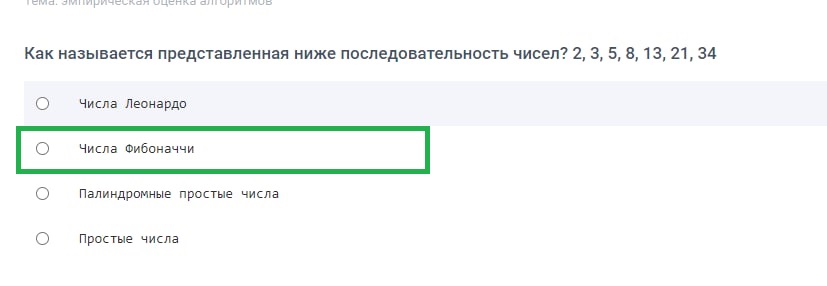 Тема: эмпирическая оценка алгоритмов
Как называется представленная ниже последовательность чисел? 2, 3, 5, 8, 13, 21, 34
Числа Леонардо
Числа Фибоначчи
Палиндромные простые числа
Простые числа